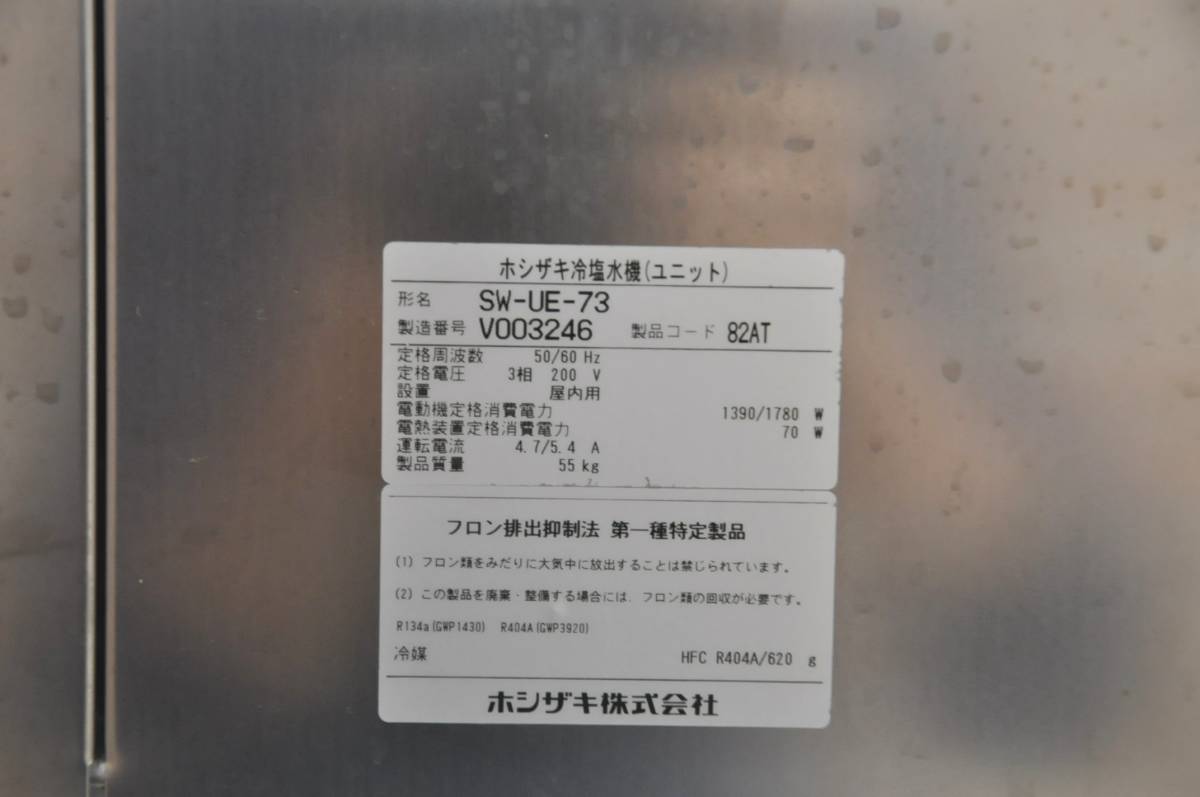 ホシザキ冷塩水機(ユニット)
形名 SW-UE-73
製造番号 V003246 製品コード 82AT
定格周波数 50/60 Hz
定格電圧 3相 200 V
設置 屋内用
電動機定格消費電力 1390/1780 W
電熱装置定格消費電力 70 W
運転電流 4.7/5.4 A
製品質量 55 kg
フロン排出抑制法 第一種特定製品
(1) フロン類をみだりに大気中に放出することは禁じられています。
(2) この製品を廃棄・整備する場合には、フロン類の回収が必要です。
R134a(GWP1430) R404A(GWP3920)
冷媒 HFC R404A/620 g
ホシザキ株式会社